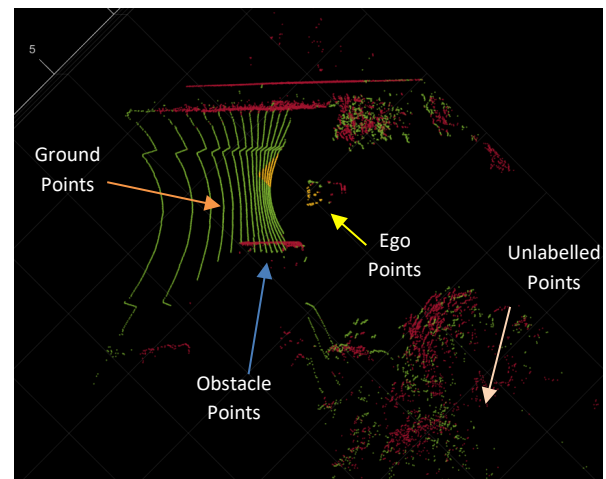 5
Ground
Points
Ego
Points
Unlabelled
Points
Obstacle
Points